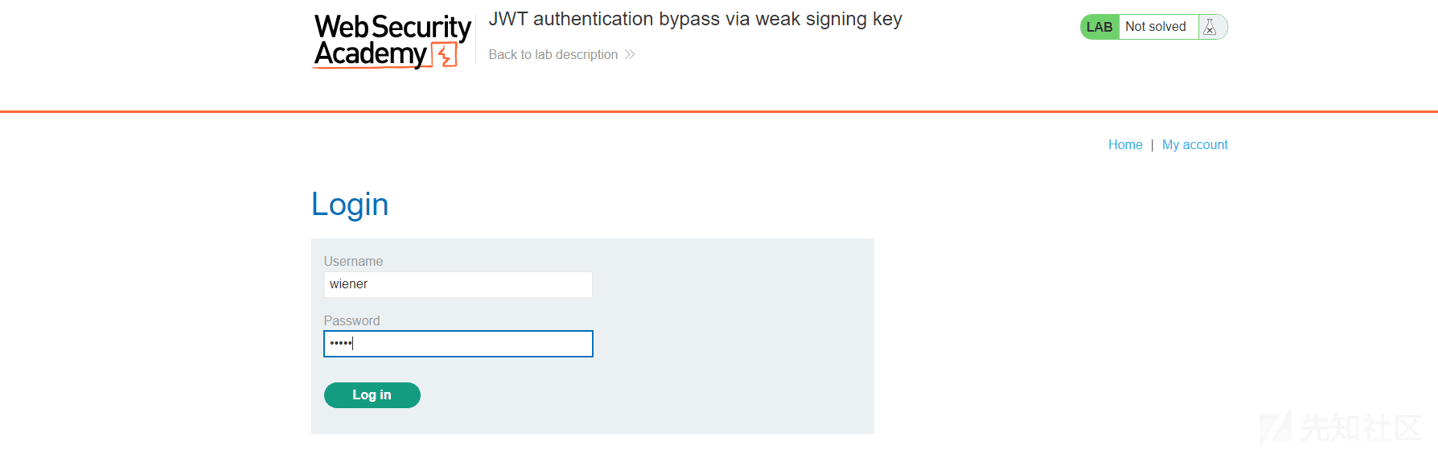 Web Security
Academy
JWT authentication bypass via weak signing key
Back to lab description
LAB Not solved
Home | My account
Login
Username
wiener
Password
•••••
Log in
先知社区